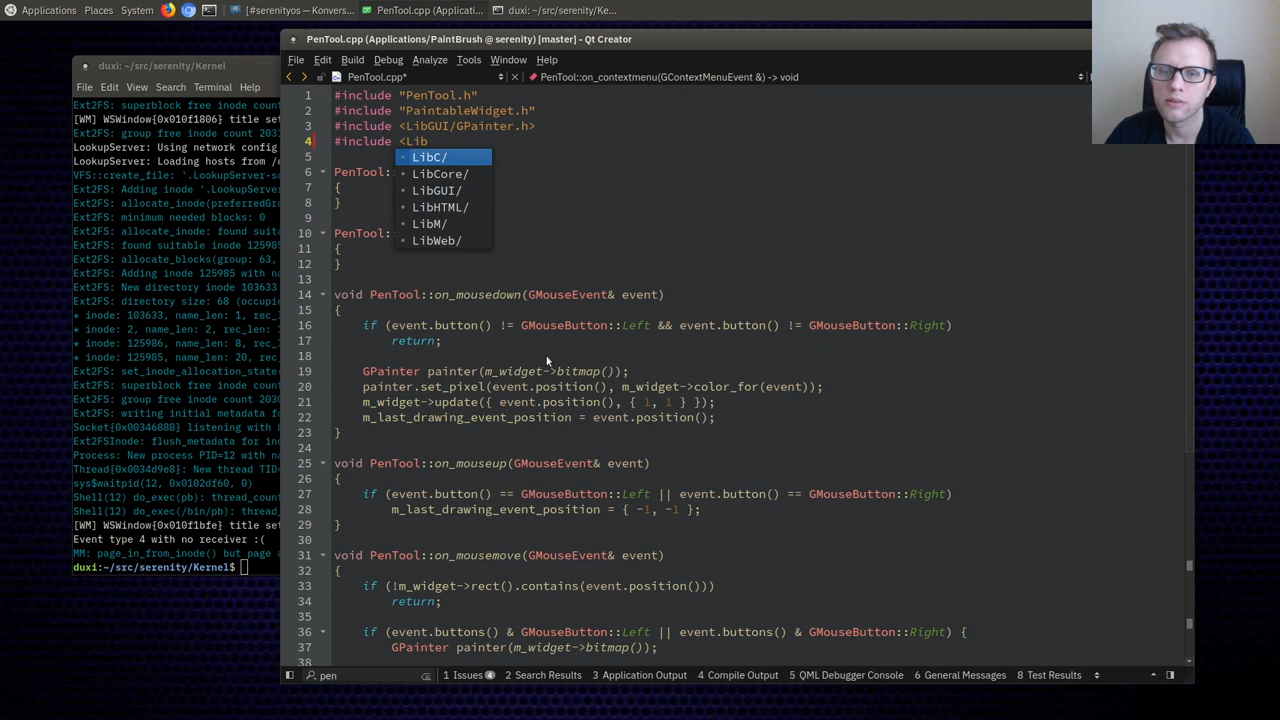 Applications Places System [#serenityos — Konvers... PenTool.cpp (Applications/... duxi: ~/src/serenity/Ke...
duxi: ~/src/serenity/Kernel
File Edit View Search Terminal
Ext2FS: superblock free inode count
[WM] WSWindow{0x010f1806} title set
Ext2FS: group free inode count 2031
LookupServer: Using network config
LookupServer: Loading hosts from /e
VFS::create_file: '.LookupServer-so
Ext2FS: Adding inode '.LookupServer
Ext2FS: allocate_inode(preferedGro
Ext2FS: minimum needed blocks: 0
Ext2FS: allocate_inode: found suita
Ext2FS: found suitable inode 125985
Ext2FS: allocate_blocks(group: 63,
Ext2FS: Adding inode 125985 with na
Ext2FS: New directory inode 103633
Ext2FS: directory size: 68 (occupie
* inode: 103633, name_len: 1, rec_l
* inode: 2, name_len: 2, rec_len: 1
* inode: 125986, name_len: 8, rec_l
* inode: 125985, name_len: 20, rec_
Ext2FS: set_inode_allocation_state(
Ext2FS: superblock free inode count
Ext2FS: group free inode count 2030
Ext2FS: writing initial metadata fo
Socket{0x00346888} listening with b
Ext2FSInode: flush_metadata for ino
Process: New process PID=12 with na
Thread{0x0034d9e8}: New thread TID=
sys$waitpid(12, 0x0102df60, 0)
Shell(12) do_exec(pb): thread_count
Shell(12) do_exec(/bin/pb): thread_
[WM] WSWindow{0x010f1bfe} title set
Event type 4 with no receiver :(
MM: page_in_from_inode() but page a
duxi:~/src/serenity/Kernel$
PenTool.cpp (Applications/PaintBrush @ serenity) [master] - Qt Creator
File Edit Build Debug Analyze Tools Window Help
PenTool.cpp* PenTool::on_contextmenu(GContextMenuEvent &) -> void
1 #include "PenTool.h"
2 #include "PaintableWidget.h"
3 #include <LibGUI/GPainter.h>
4 #include <Lib
LibC/
LibCore/
LibGUI/
LibHTML/
LibM/
LibWeb/
5
6 PenTool:
7 {
8 }
9
10 PenTool:
11 {
12 }
13
14 void PenTool::on_mousedown(GMouseEvent& event)
15 {
16 if (event.button() != GMouseButton::Left && event.button() != GMouseButton::Right)
17 return;
18
19 GPainter painter(m_widget->bitmap());
20 painter.set_pixel(event.position(), m_widget->color_for(event));
21 m_widget->update({ event.position(), { 1, 1 } });
22 m_last_drawing_event_position = event.position();
23 }
24
25 void PenTool::on_mouseup(GMouseEvent& event)
26 {
27 if (event.button() == GMouseButton::Left || event.button() == GMouseButton::Right)
28 m_last_drawing_event_position = { -1, -1 };
29 }
30
31 void PenTool::on_mousemove(GMouseEvent& event)
32 {
33 if (!m_widget->rect().contains(event.position()))
34 return;
35
36 if (event.buttons() & GMouseButton::Left || event.buttons() & GMouseButton::Right) {
37 GPainter painter(m_widget->bitmap());
38
pen 1 Issues 4 2 Search Results 3 Application Output 4 Compile Output 5 QML Debugger Console 6 General Messages 8 Test Results